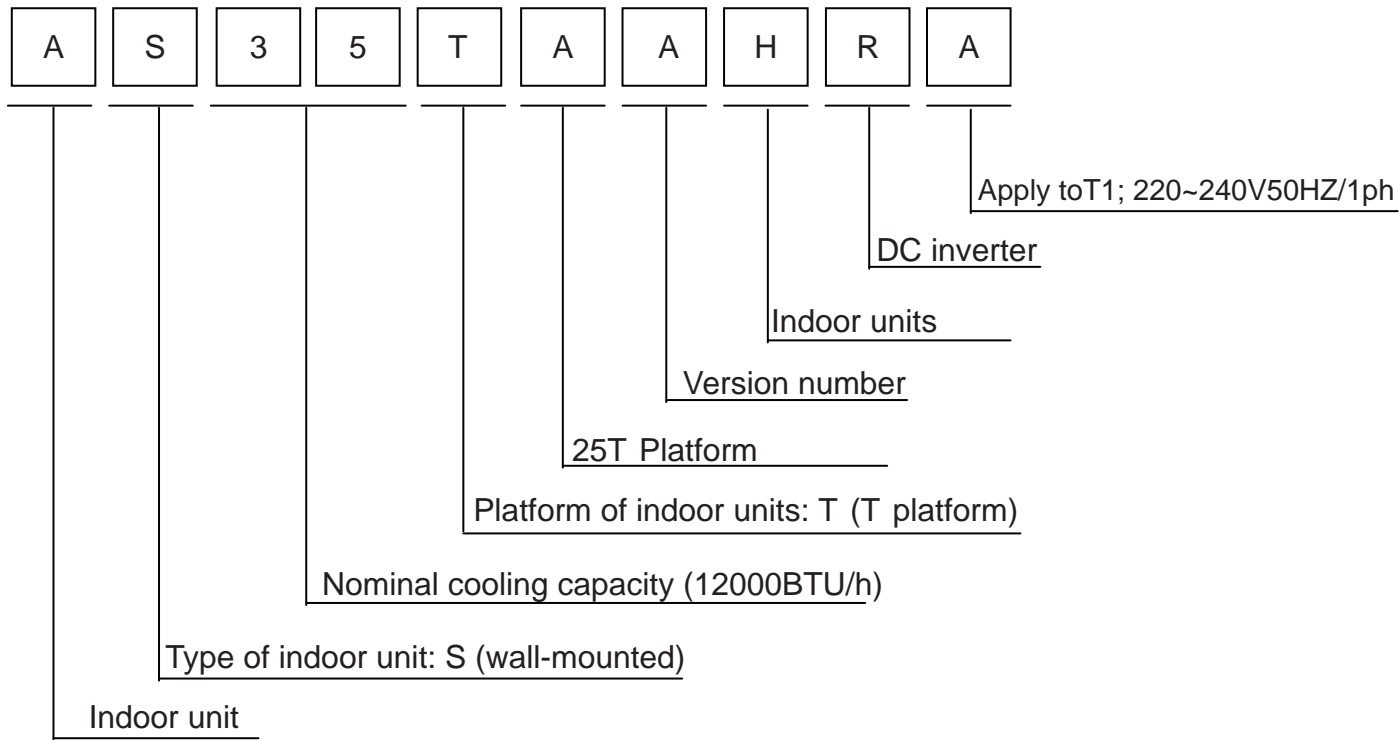 A S 3 5 T A A H R A
Apply toT1; 220~240V50HZ/1ph
DC inverter
Indoor units
Version number
25T Platform
Platform of indoor units: T (T platform)
Nominal cooling capacity (12000BTU/h)
Type of indoor unit: S (wall-mounted)
Indoor unit